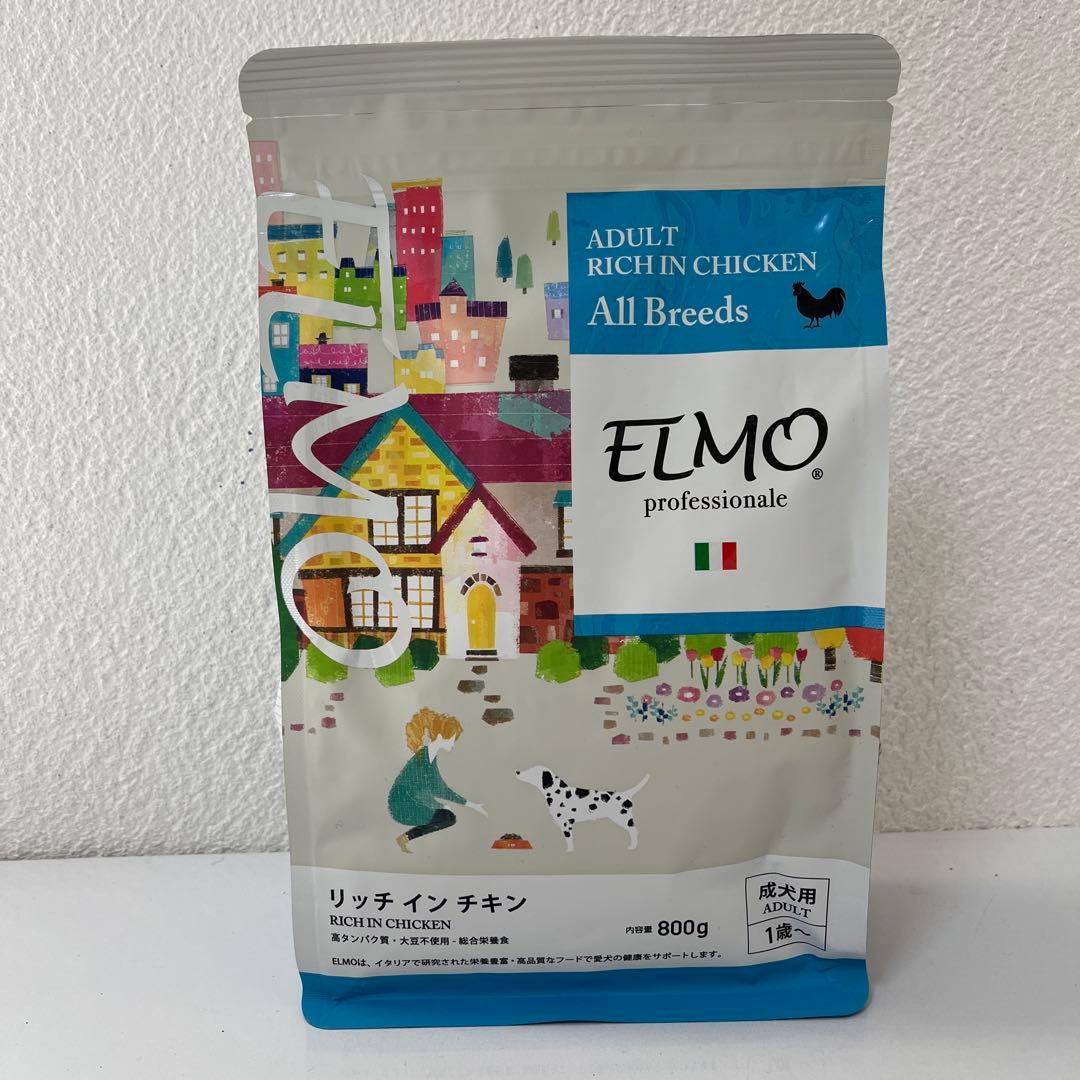 ELMO
ADULT
RICH IN CHICKEN
All Breeds
ELMO®
professionale
リッチ イン チキン
RICH IN CHICKEN
高タンパク質・大豆不使用 - 総合栄養食
内容量 800g
成犬用
ADULT
1歳～
ELMOは、イタリアで研究された栄養豊富・高品質なフードで愛犬の健康をサポートします。